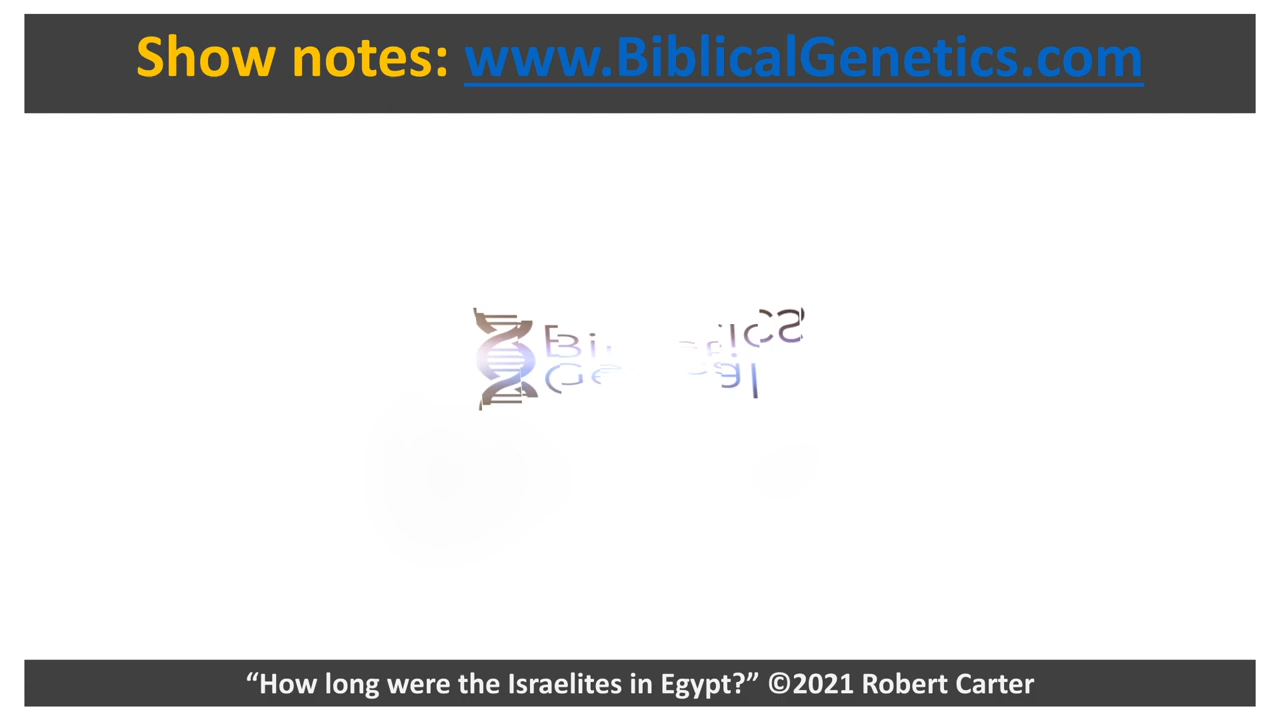 Show notes: www.BiblicalGenetics.com
“How long were the Israelites in Egypt?” ©2021 Robert Carter